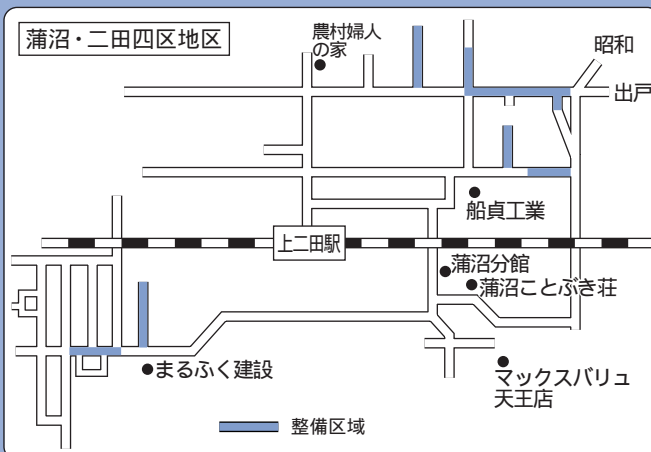 蒲沼・二田四区地区
農村婦人
の家
昭和
出戸
船貞工業
上二田駅
蒲沼分館
蒲沼ことぶき荘
まるふく建設
マックスバリュ
天王店
整備区域